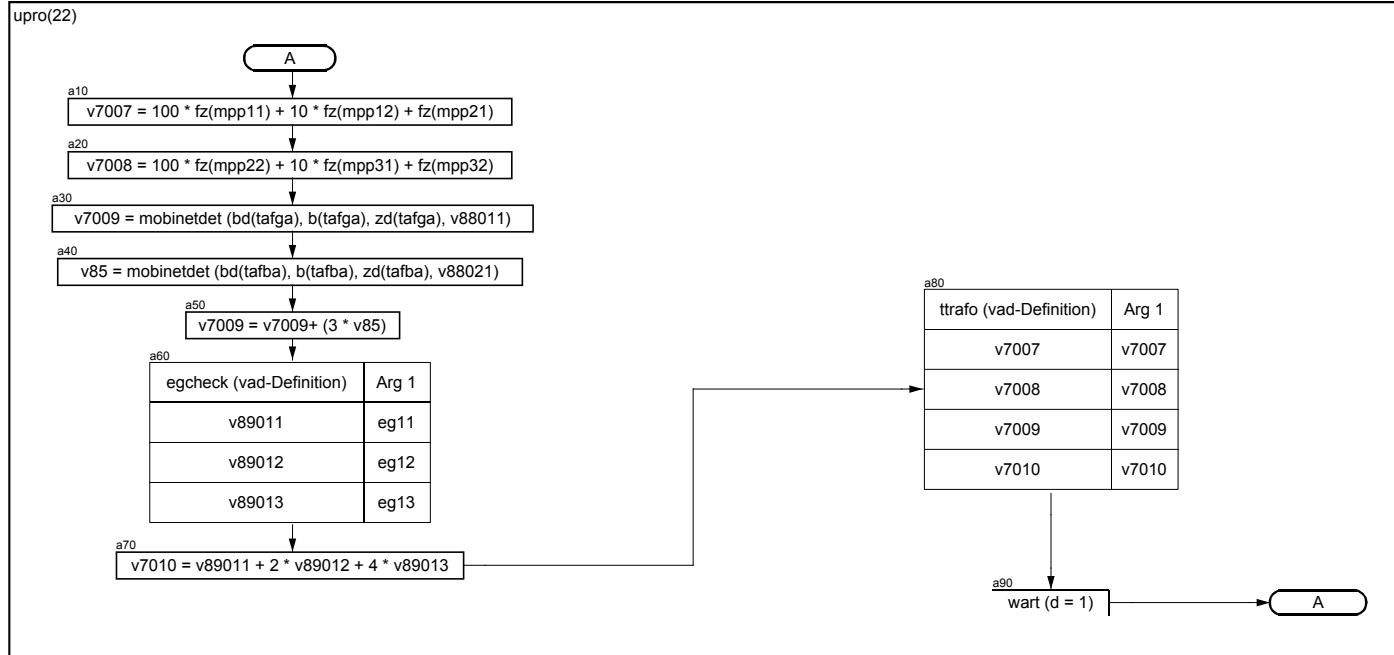 upro(22)
A
a10
v7007 = 100 * fz(mpp11) + 10 * fz(mpp12) + fz(mpp21)
a20
v7008 = 100 * fz(mpp22) + 10 * fz(mpp31) + fz(mpp32)
a30
v7009 = mobinetdet (bd(tafga), b(tafga), zd(tafga), v88011)
a40
v85 = mobinetdet (bd(tafba), b(tafba), zd(tafba), v88021)
a50
v7009 = v7009+ (3 * v85)
a60
egcheck (vad-Definition) Arg 1
v89011 eg11
v89012 eg12
v89013 eg13
a70
v7010 = v89011 + 2 * v89012 + 4 * v89013
a80
ttrafo (vad-Definition) Arg 1
v7007 v7007
v7008 v7008
v7009 v7009
v7010 v7010
a90
wart (d = 1)
A